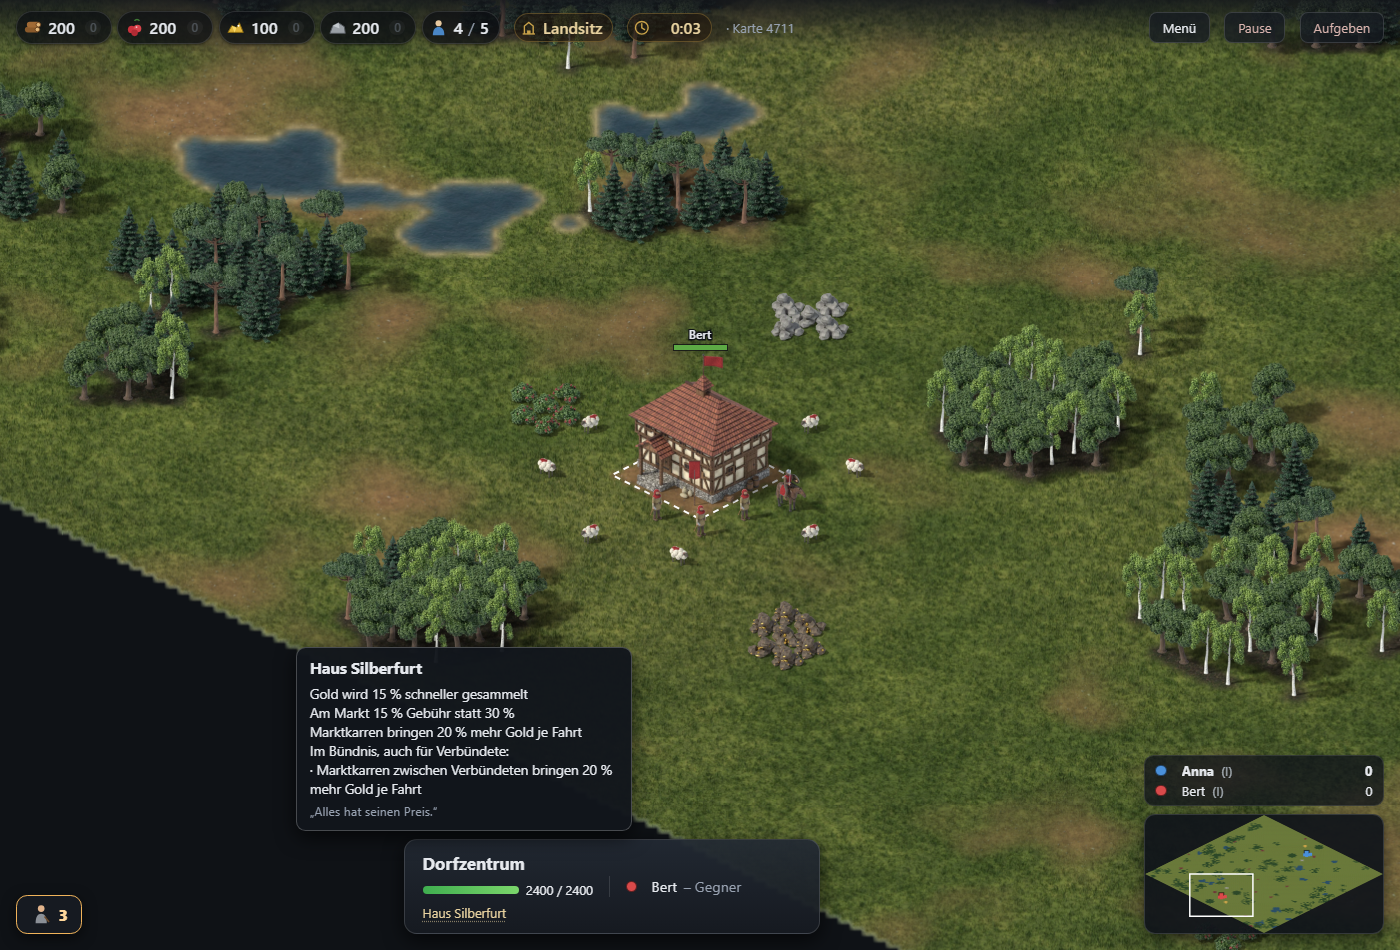 200 0 200 0 100 0 200 0 4 / 5 Landsitz 0:03 · Karte 4711 Menü Pause Aufgeben
Bert
Haus Silberfurt
Gold wird 15 % schneller gesammelt
Am Markt 15 % Gebühr statt 30 %
Marktkarren bringen 20 % mehr Gold je Fahrt
Im Bündnis, auch für Verbündete:
· Marktkarren zwischen Verbündeten bringen 20 %
mehr Gold je Fahrt
„Alles hat seinen Preis.“
Dorfzentrum
2400 / 2400 Bert – Gegner
Haus Silberfurt
Anna (I) 0
Bert (I) 0
3